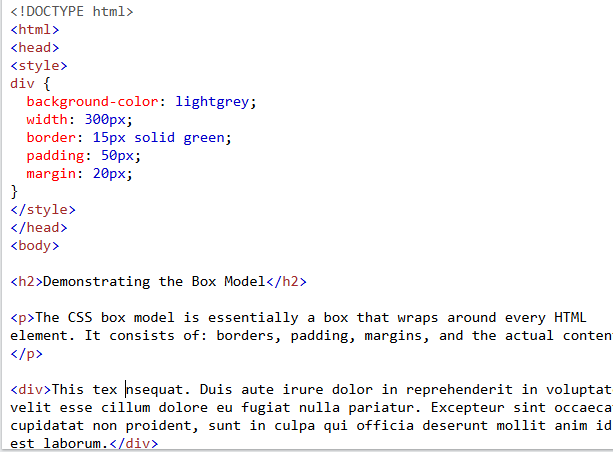 <!DOCTYPE html>
<html>
<head>
<style>
div {
  background-color: lightgrey;
  width: 300px;
  border: 15px solid green;
  padding: 50px;
  margin: 20px;
}
</style>
</head>
<body>

<h2>Demonstrating the Box Model</h2>

<p>The CSS box model is essentially a box that wraps around every HTML
element. It consists of: borders, padding, margins, and the actual conten
</p>

<div>This tex nsequat. Duis aute irure dolor in reprehenderit in voluptat
velit esse cillum dolore eu fugiat nulla pariatur. Excepteur sint occaeca
cupidatat non proident, sunt in culpa qui officia deserunt mollit anim id
est laborum.</div>